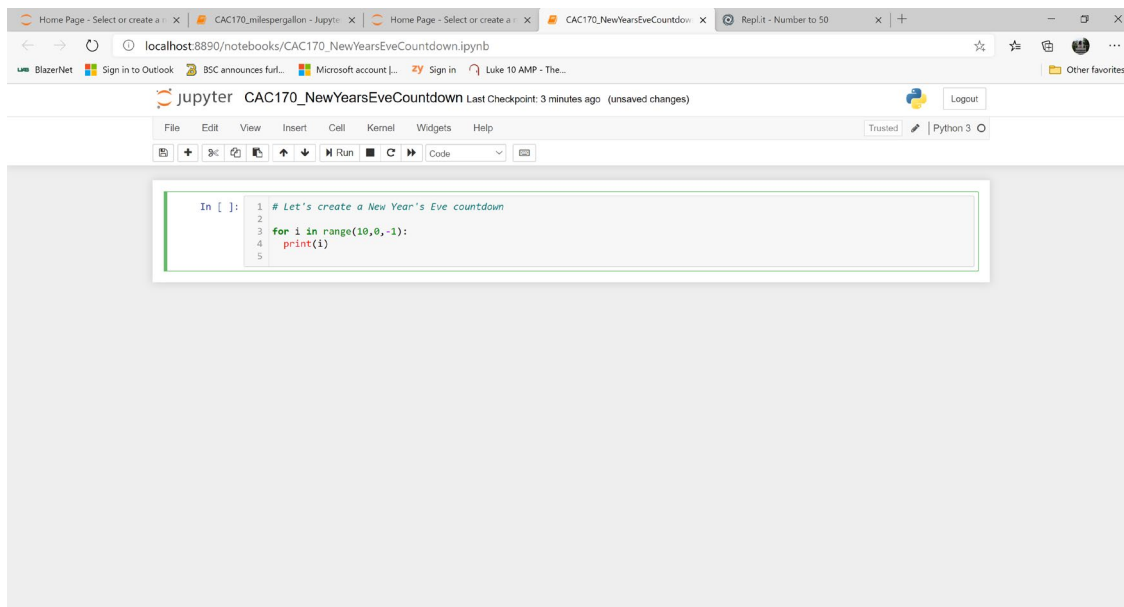 Home Page - Select or create a n CAC170_milespergallon - Jupyte Home Page - Select or create a n CAC170_NewYearsEveCountdow Repl.it - Number to 50
localhost:8890/notebooks/CAC170_NewYearsEveCountdown.ipynb
BlazerNet Sign in to Outlook BSC announces furl... Microsoft account |... ZY Sign in Luke 10 AMP - The... Other favorites
jupyter CAC170_NewYearsEveCountdown Last Checkpoint: 3 minutes ago (unsaved changes) Logout
File Edit View Insert Cell Kernel Widgets Help Trusted Python 3
Run Code
In [ ]: 1 # Let's create a New Year's Eve countdown
2
3 for i in range(10,0,-1):
4 print(i)
5